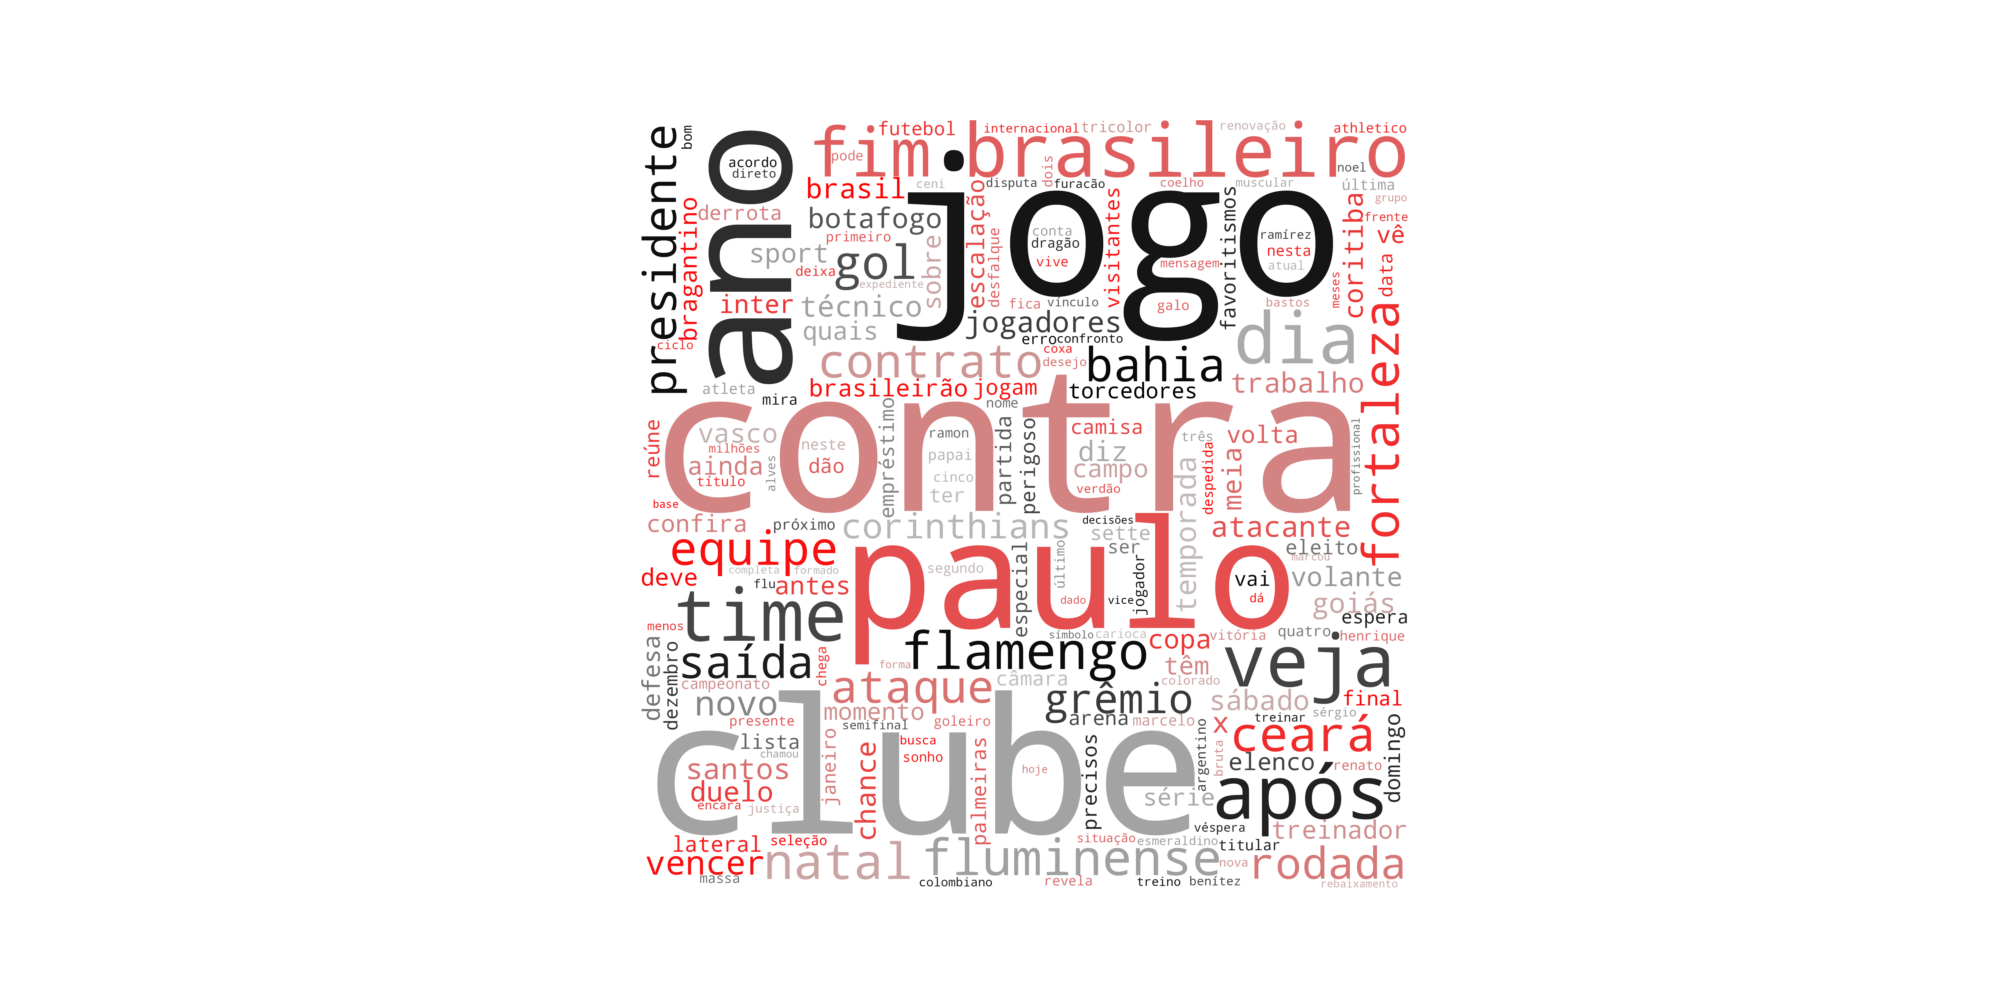 futebol
internacional
tricolor
renovação
athletico
bom
presidente
ano
acordo
direto
fim
pode
brasileiro
dois
noel
última
grupo
brasil
ceni
disputa
furacão
coelho
muscular
frente
derrota
bragantino
botafogo
primeiro
sport
deixa
gol
expediente
sobre
escalação
desfalque
jogo
conta
dragão
vive
visitantes
mensagem
favoritismos
ramírez
nesta
atual
coritiba
vê
data
meses
inter
técnico
quais
fica
vínculo
galo
bastos
jogadores
erro
confronto
ciclo
contrato
coxa
desejo
bahia
dia
fortaleza
atleta
mira
brasileirão
jogam
nome
torcedores
trabalho
contra
vasco
milhões
ainda
título
reúne
alves
neste
dão
empréstimo
ramon
papai
cinco
ter
partida
perigoso
camisa
diz
campo
verdão
três
temporada
despedida
volta
meia
profissional
base
confira
próximo
corinthians
decisões
sette
atacante
equipe
paulo
ser
eleito
marcou
completa
formado
segundo
especial
último
jogador
vai
dá
volante
deve
flu
antes
dado
vice
goiás
time
menos
símbolo
carioca
vitória
quatro
espera
henrique
defesa
dezembro
saída
chega
forma
flamengo
copa
têm
colorado
veja
campeonato
ataque
câmara
grêmio
sábado
final
novo
presente
momento
semifinal
goleiro
arena
marcelo
treinar
sérgio
x
ceará
domingo
lista
chamou
janeiro
chance
busca
sonho
palmeiras
hoje
precisos
argentino
bruta
elenco
renato
santos
duelo
encara
justiça
clube
série
após
lateral
seleção
situação
esmeraldino
véspera
titular
treinador
vencer
natal
fluminense
nova
rodada
massa
colombiano
revela
treino
benítez
rebaixamento